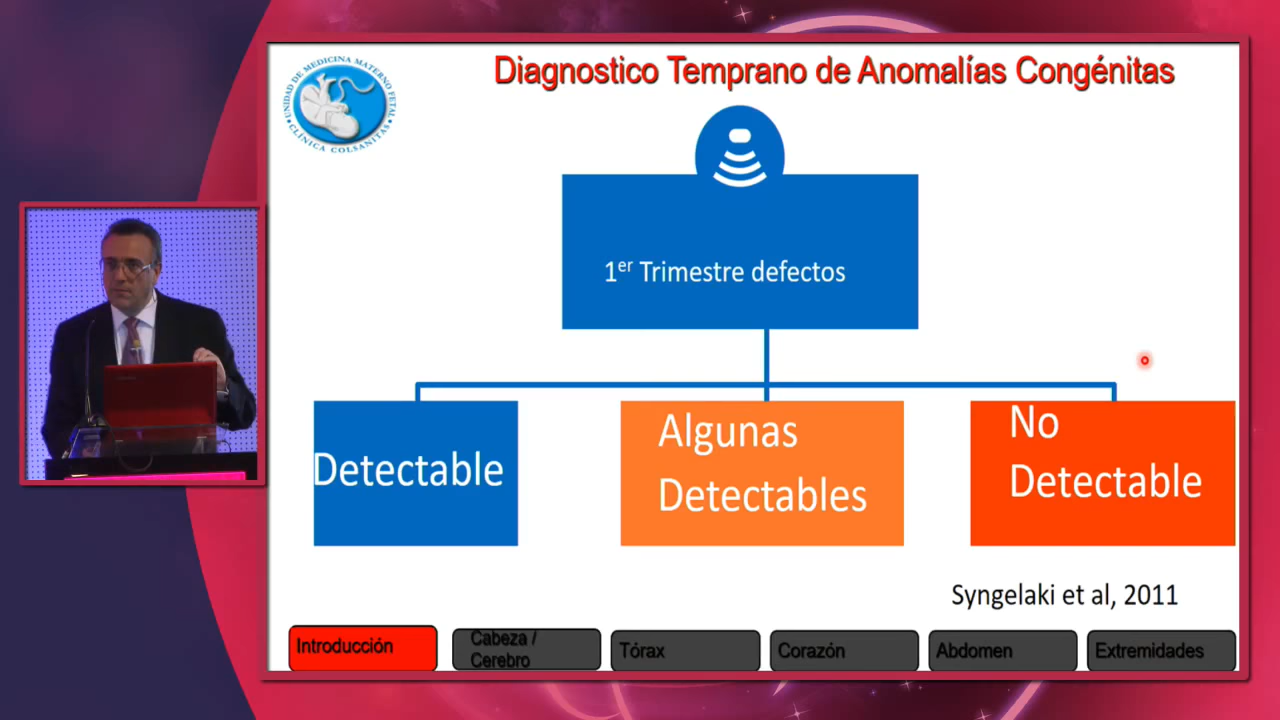 UNIDAD DE MEDICINA MATERNO FETAL
CLÍNICA COLSANITAS
Diagnostico Temprano de Anomalías Congénitas
1er Trimestre defectos
Detectable
Algunas
Detectables
No
Detectable
Syngelaki et al, 2011
Introducción
Cabeza /
Cerebro
Tórax
Corazón
Abdomen
Extremidades